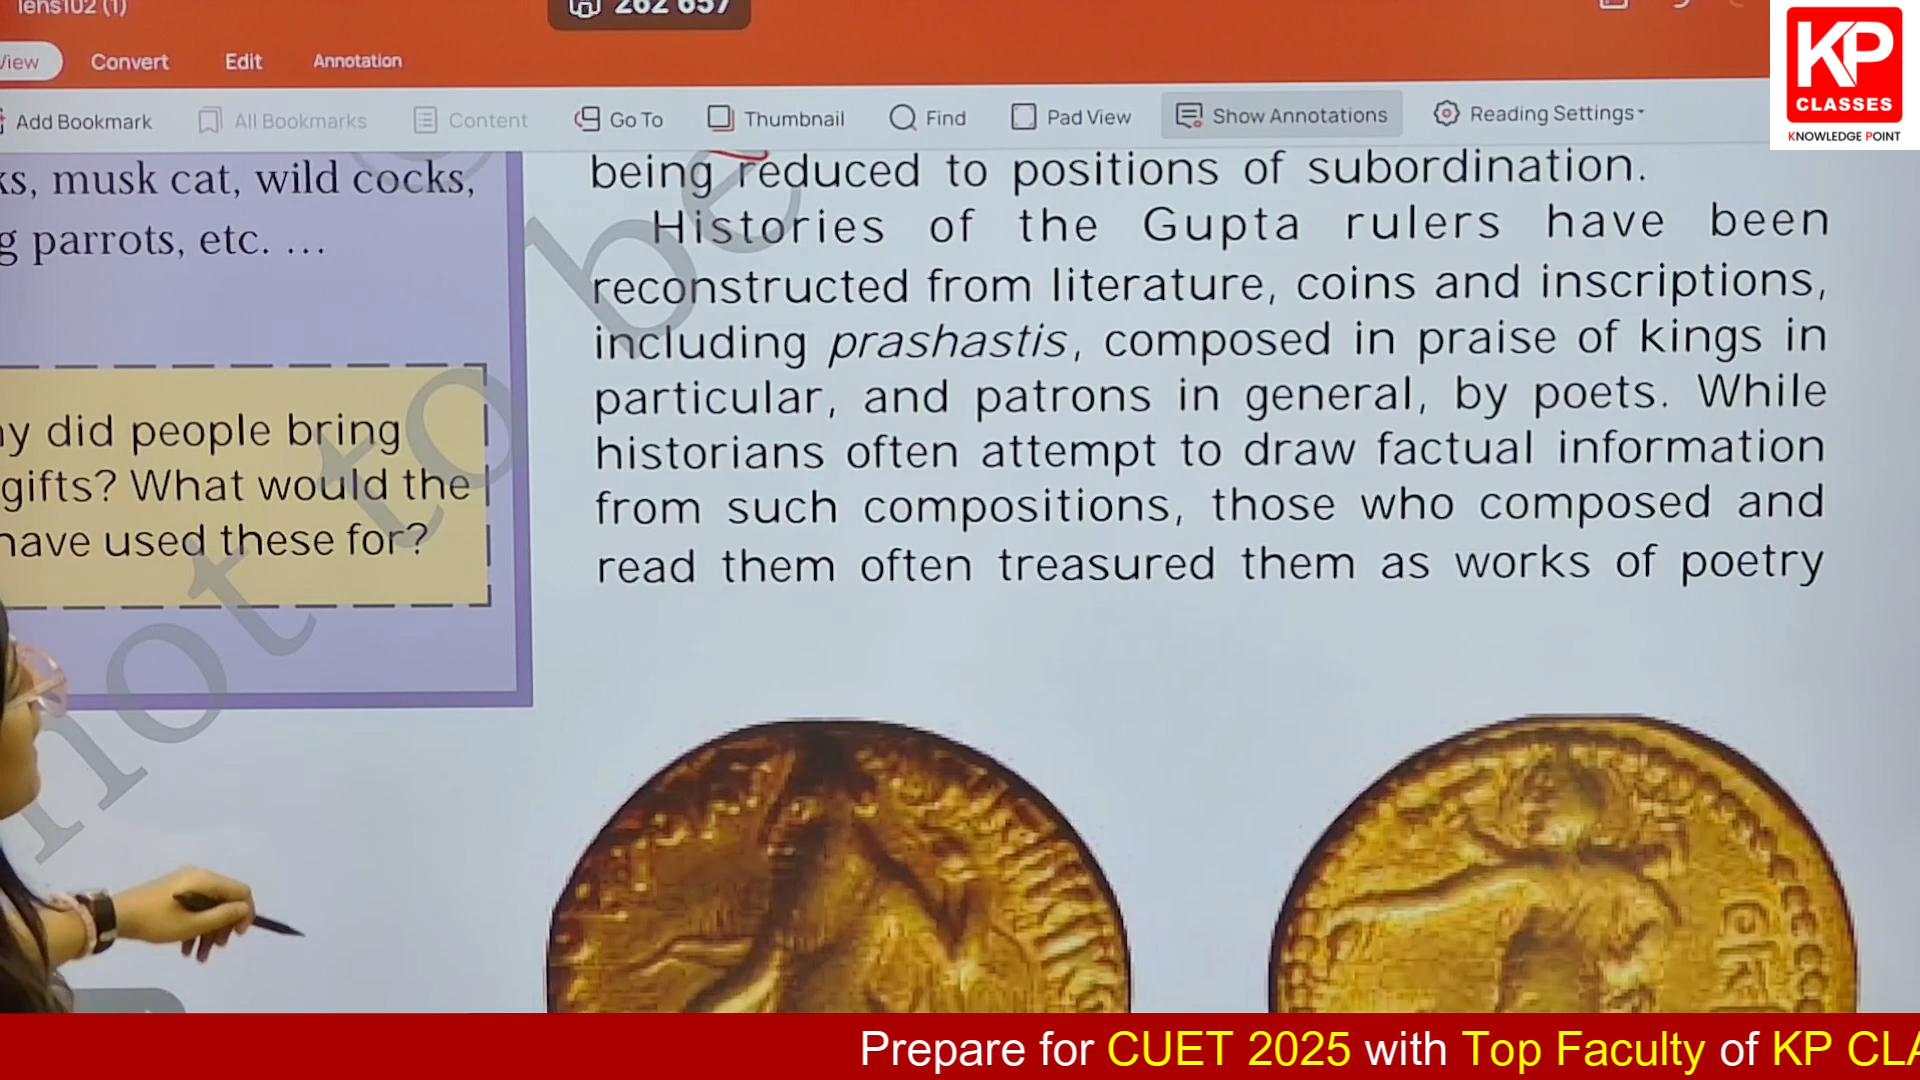 lens102 (1)
262 657
View
Convert
Edit
Annotation
Add Bookmark
All Bookmarks
Content
Go To
Thumbnail
Find
Pad View
Show Annotations
Reading Settings
KP
CLASSES
KNOWLEDGE POINT
ks, musk cat, wild cocks,
g parrots, etc. ...
hy did people bring
gifts? What would the
have used these for?
not to be
being reduced to positions of subordination.
Histories of the Gupta rulers have been
reconstructed from literature, coins and inscriptions,
including prashastis, composed in praise of kings in
particular, and patrons in general, by poets. While
historians often attempt to draw factual information
from such compositions, those who composed and
read them often treasured them as works of poetry
Prepare for CUET 2025 with Top Faculty of KP CLA